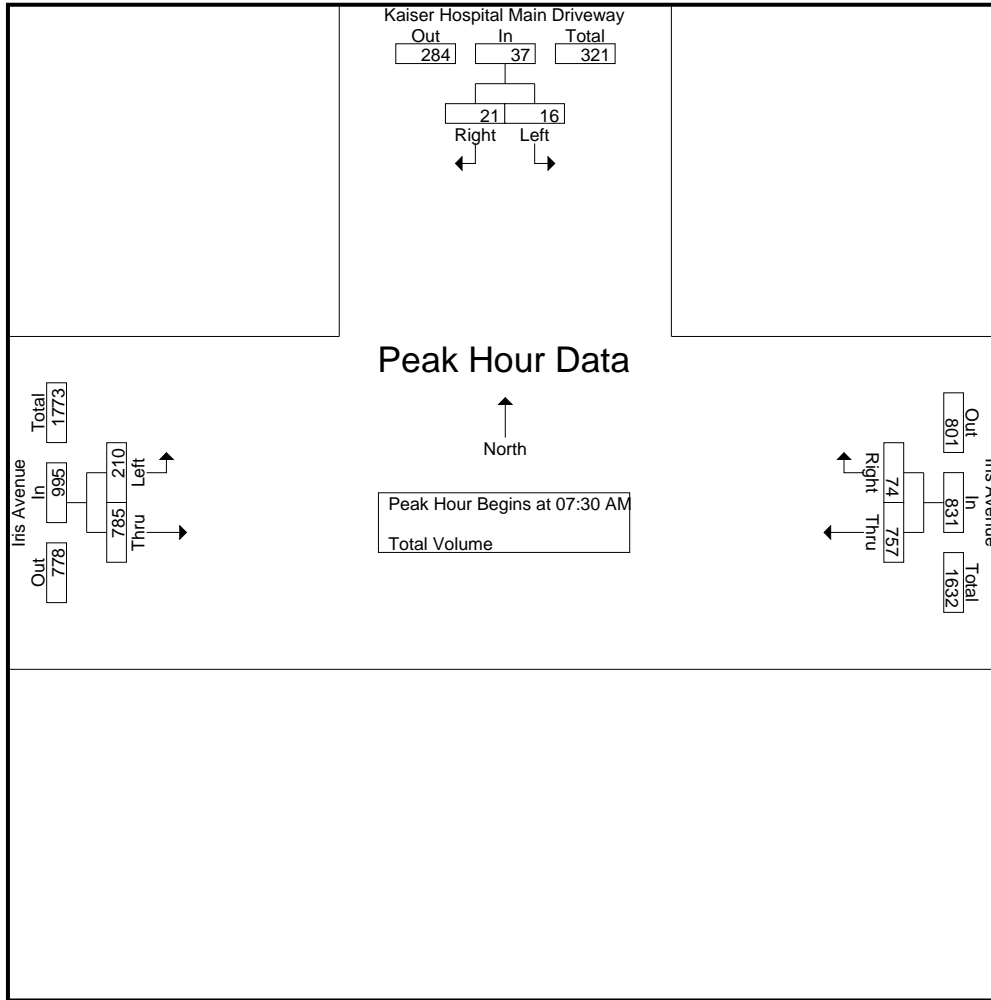 Kaiser Hospital Main Driveway
Out In Total
284 37 321
21 16
Right Left
Peak Hour Data
North
Peak Hour Begins at 07:30 AM
Total Volume
Iris Avenue
Out In Total
778 995 1773
785 210
Thru Left
Iris Avenue
Out In Total
801 831 1632
74 757
Right Thru